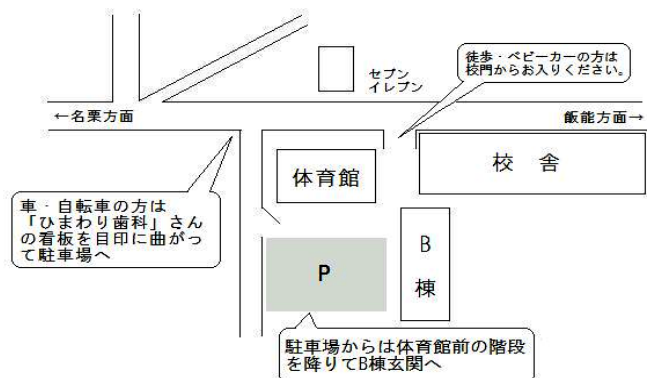 徒歩・ベビーカーの方は
校門からお入りください。
セブン
イレブン
←名栗方面
飯能方面→
体育館
校 舎
車・自転車の方は
「ひまわり歯科」さん
の看板を目印に曲がっ
て駐車場へ
P
B
棟
駐車場からは体育館前の階段
を降りてB棟玄関へ